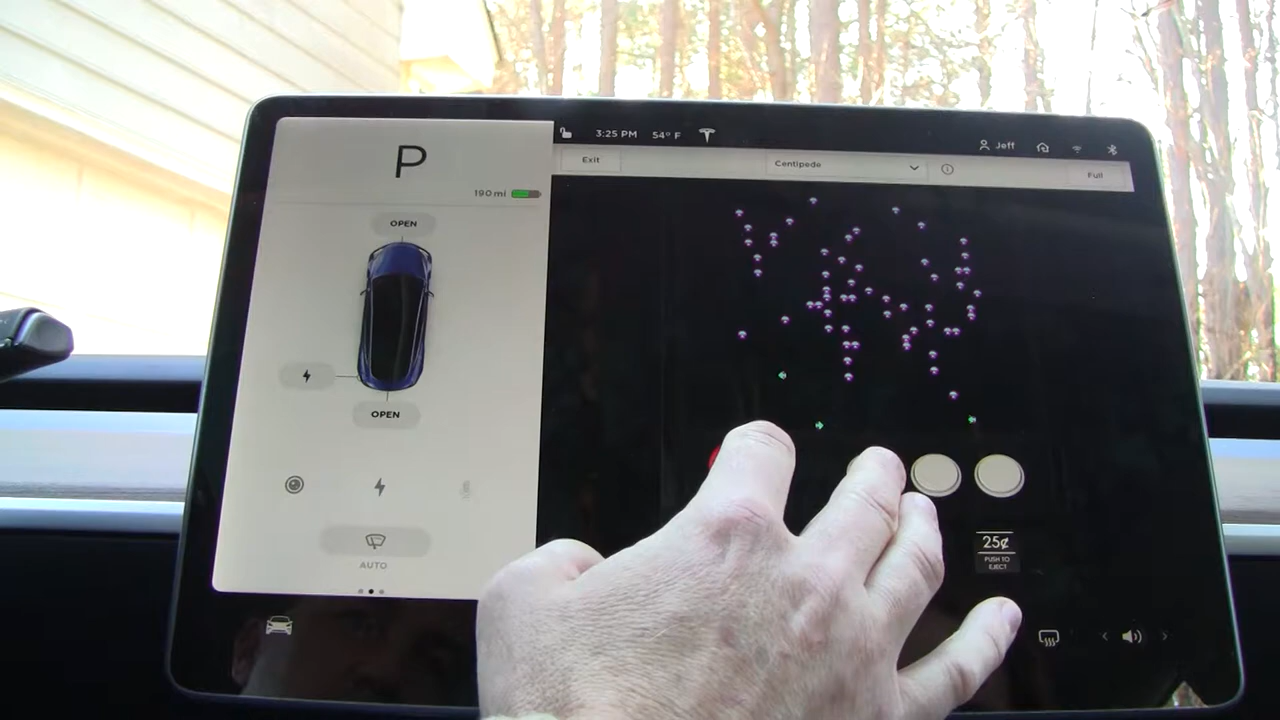 P
190 mi
OPEN
OPEN
AUTO
3:25 PM 54° F
Jeff
Exit
Centipede
Full
25¢
PUSH TO
EJECT